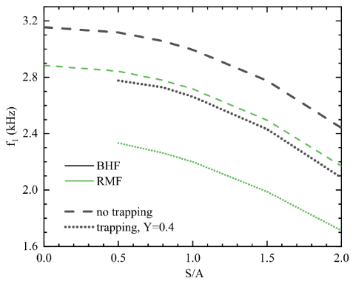 3.2
2.8
2.4
2.0
1.6
f₁ (kHz)
BHF
RMF
no trapping
trapping, Y=0.4
0.0 0.5 1.0 1.5 2.0
S/A